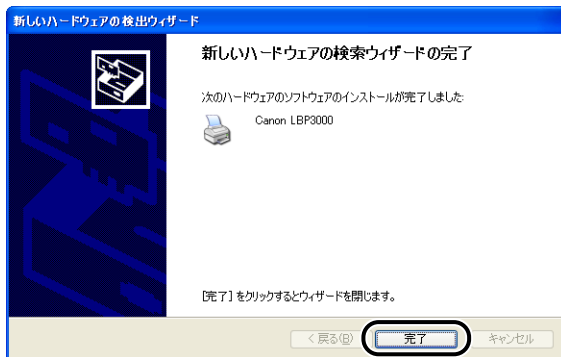 新しいハードウェアの検出ウィザード
新しいハードウェアの検索ウィザードの完了
次のハードウェアのソフトウェアのインストールが完了しました:
Canon LBP3000
[完了] をクリックするとウィザードを閉じます。
< 戻る(B) 完了 キャンセル